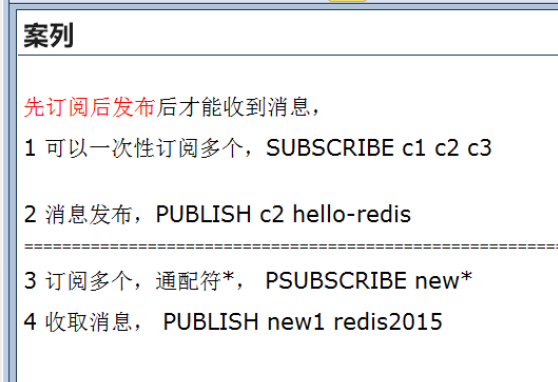 案列
先订阅后发布后才能收到消息，
1 可以一次性订阅多个，SUBSCRIBE c1 c2 c3
2 消息发布，PUBLISH c2 hello-redis
=========================================================
3 订阅多个，通配符*， PSUBSCRIBE new*
4 收取消息， PUBLISH new1 redis2015